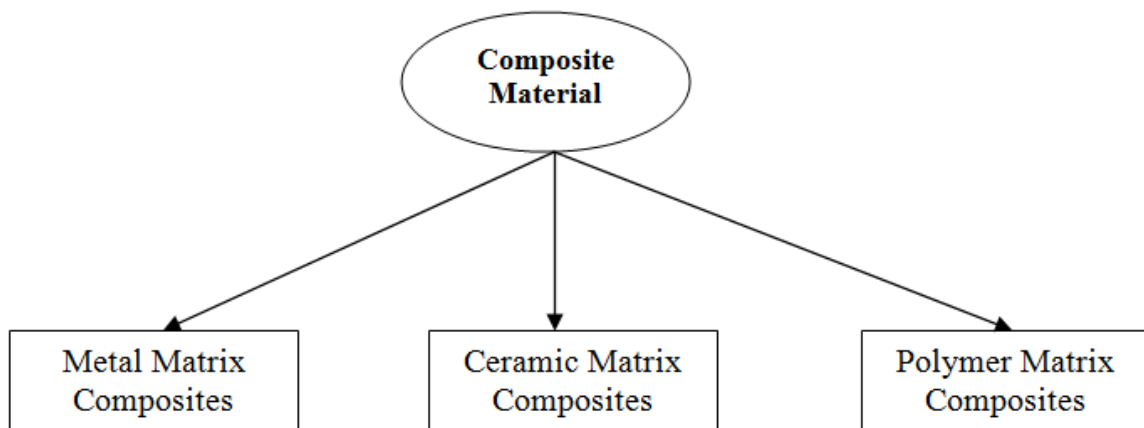 Composite
Material
Metal Matrix
Composites
Ceramic Matrix
Composites
Polymer Matrix
Composites